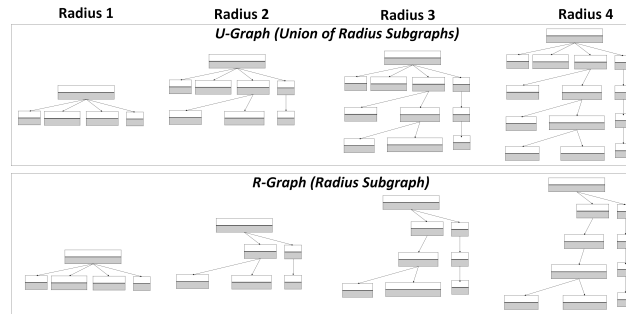 Radius 1 Radius 2 Radius 3 Radius 4
U-Graph (Union of Radius Subgraphs)
R-Graph (Radius Subgraph)